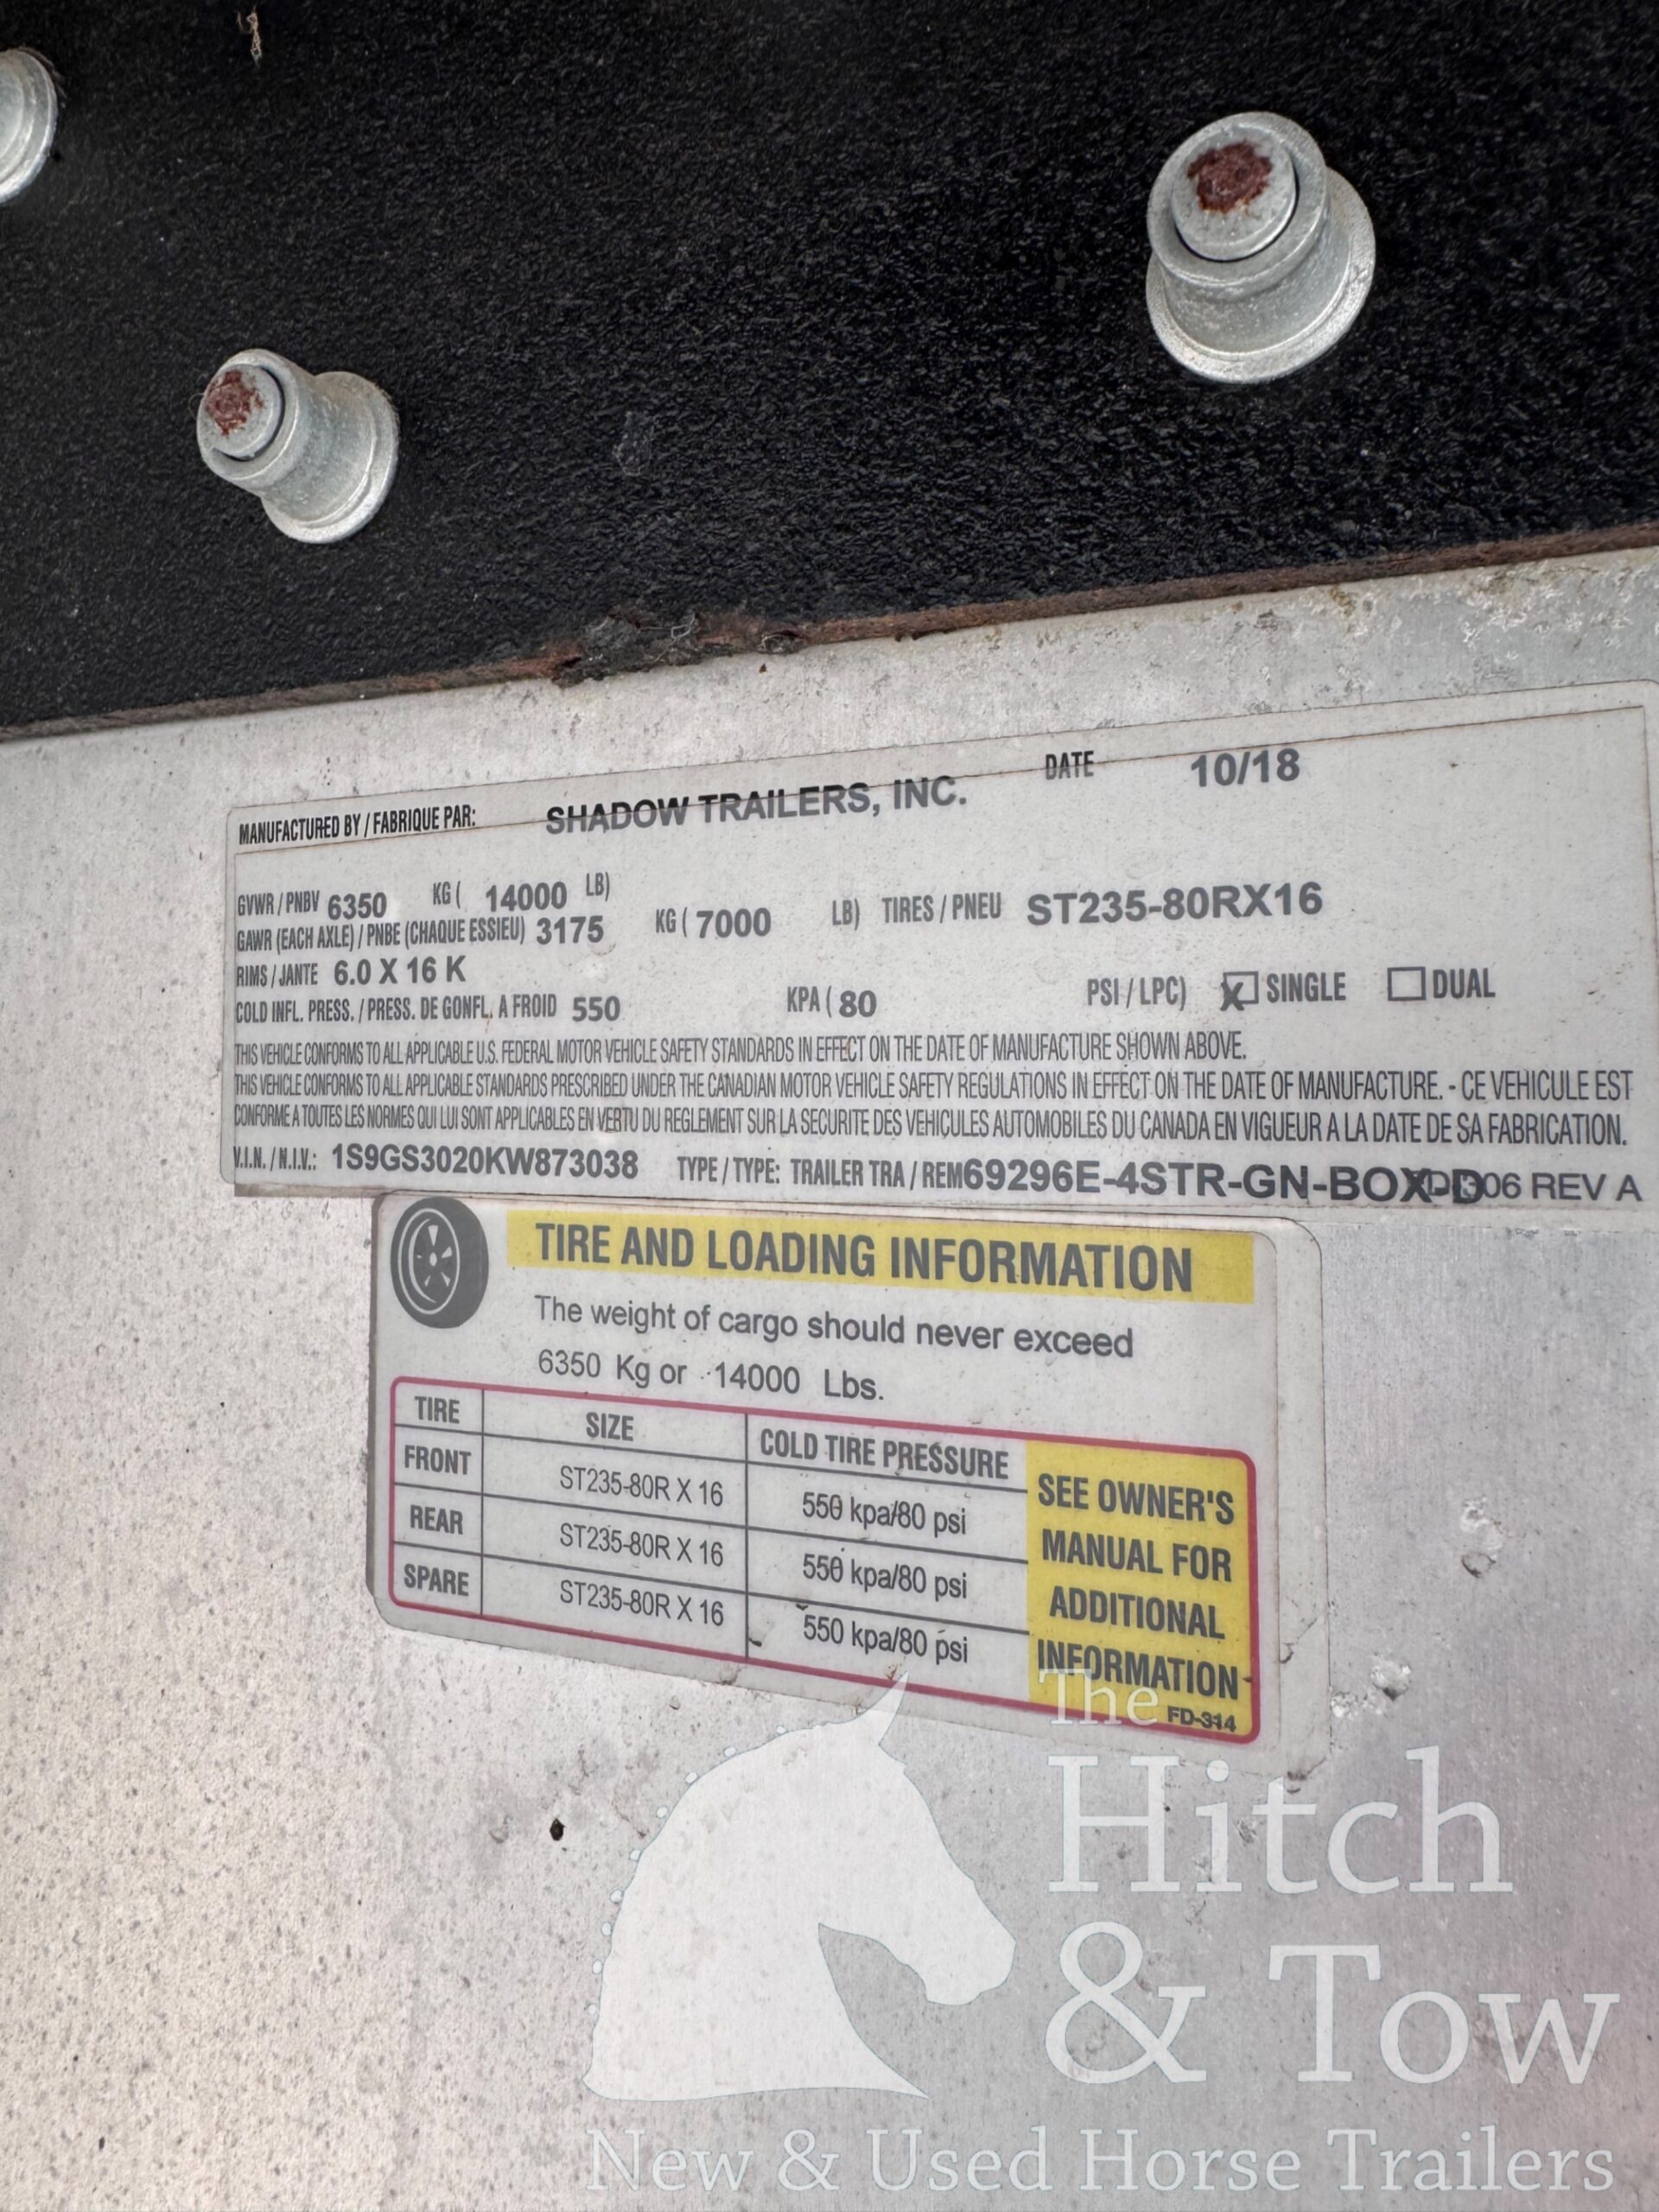 MANUFACTURED BY / FABRIQUE PAR: SHADOW TRAILERS, INC. DATE 10/18
GVWR / PNBV 6350 KG ( 14000 LB)
GAWR (EACH AXLE) / PNBE (CHAQUE ESSIEU) 3175 KG ( 7000 LB) TIRES / PNEU ST235-80RX16
RIMS / JANTE 6.0 X 16 K
COLD INFL. PRESS. / PRESS. DE GONFL. A FROID 550 KPA ( 80 PSI / LPC) X SINGLE DUAL
THIS VEHICLE CONFORMS TO ALL APPLICABLE U.S. FEDERAL MOTOR VEHICLE SAFETY STANDARDS IN EFFECT ON THE DATE OF MANUFACTURE SHOWN ABOVE.
THIS VEHICLE CONFORMS TO ALL APPLICABLE STANDARDS PRESCRIBED UNDER THE CANADIAN MOTOR VEHICLE SAFETY REGULATIONS IN EFFECT ON THE DATE OF MANUFACTURE. - CE VEHICULE EST
CONFORME A TOUTES LES NORMES QUI LUI SONT APPLICABLES EN VERTU DU REGLEMENT SUR LA SECURITE DES VEHICULES AUTOMOBILES DU CANADA EN VIGUEUR A LA DATE DE SA FABRICATION.
V.I.N. / N.I.V.: 1S9GS3020KW873038 TYPE / TYPE: TRAILER TRA / REM 69296E-4STR-GN-BOX-D 306 REV A
TIRE AND LOADING INFORMATION
The weight of cargo should never exceed
6350 Kg or 14000 Lbs.
TIRE SIZE COLD TIRE PRESSURE
FRONT ST235-80R X 16 550 kpa/80 psi
REAR ST235-80R X 16 550 kpa/80 psi
SPARE ST235-80R X 16 550 kpa/80 psi
SEE OWNER'S
MANUAL FOR
ADDITIONAL
INFORMATION
FD-314
The
Hitch
& Tow
New & Used Horse Trailers